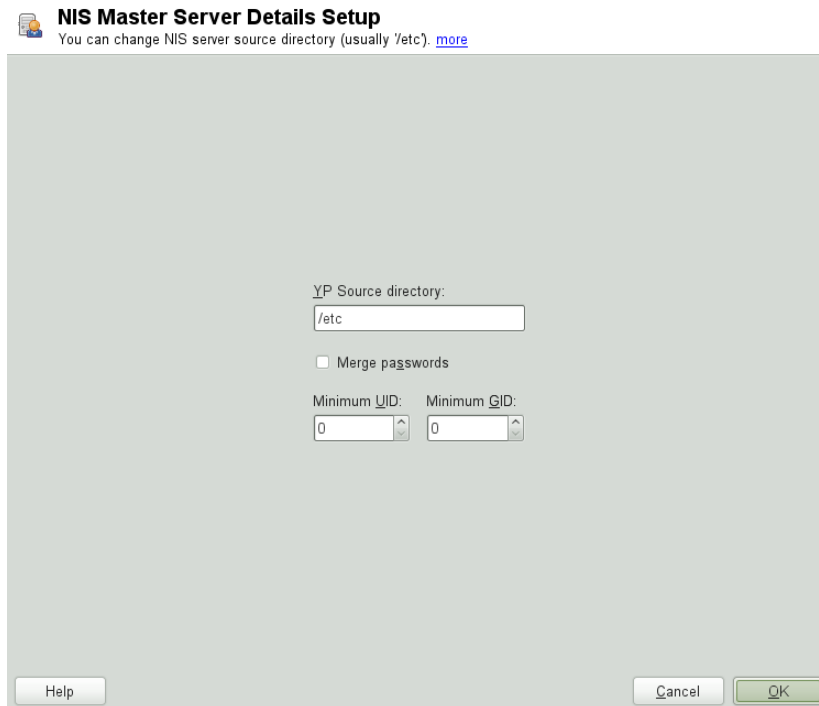 NIS Master Server Details Setup
You can change NIS server source directory (usually '/etc'). more
YP Source directory:
/etc
Merge passwords
Minimum UID: Minimum GID:
0 0
Help Cancel OK